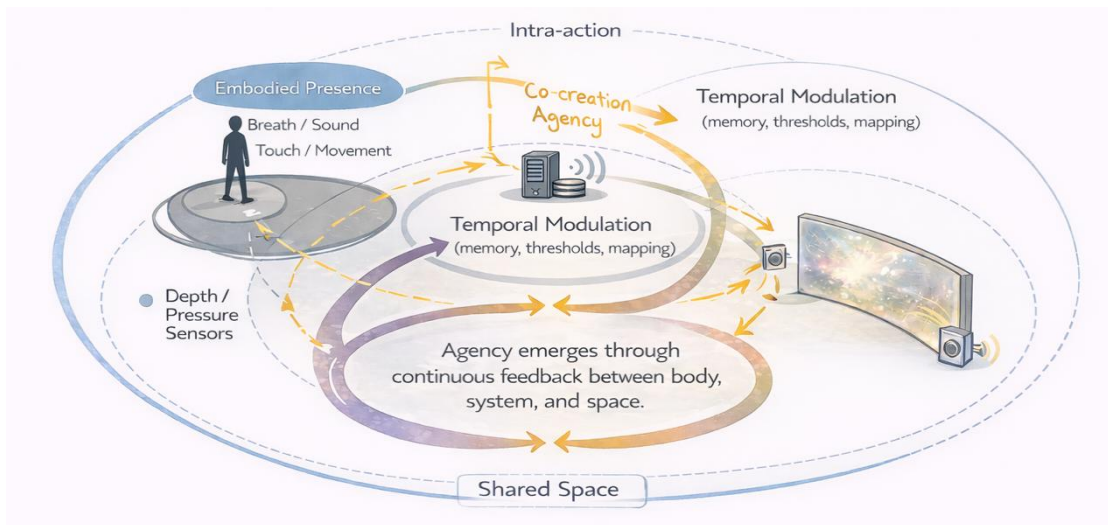 Intra-action
Embodied Presence
Breath / Sound
Touch / Movement
Co-creation
Agency
Temporal Modulation
(memory, thresholds, mapping)
Temporal Modulation
(memory, thresholds, mapping)
Depth /
Pressure
Sensors
Agency emerges through
continuous feedback between body,
system, and space.
Shared Space